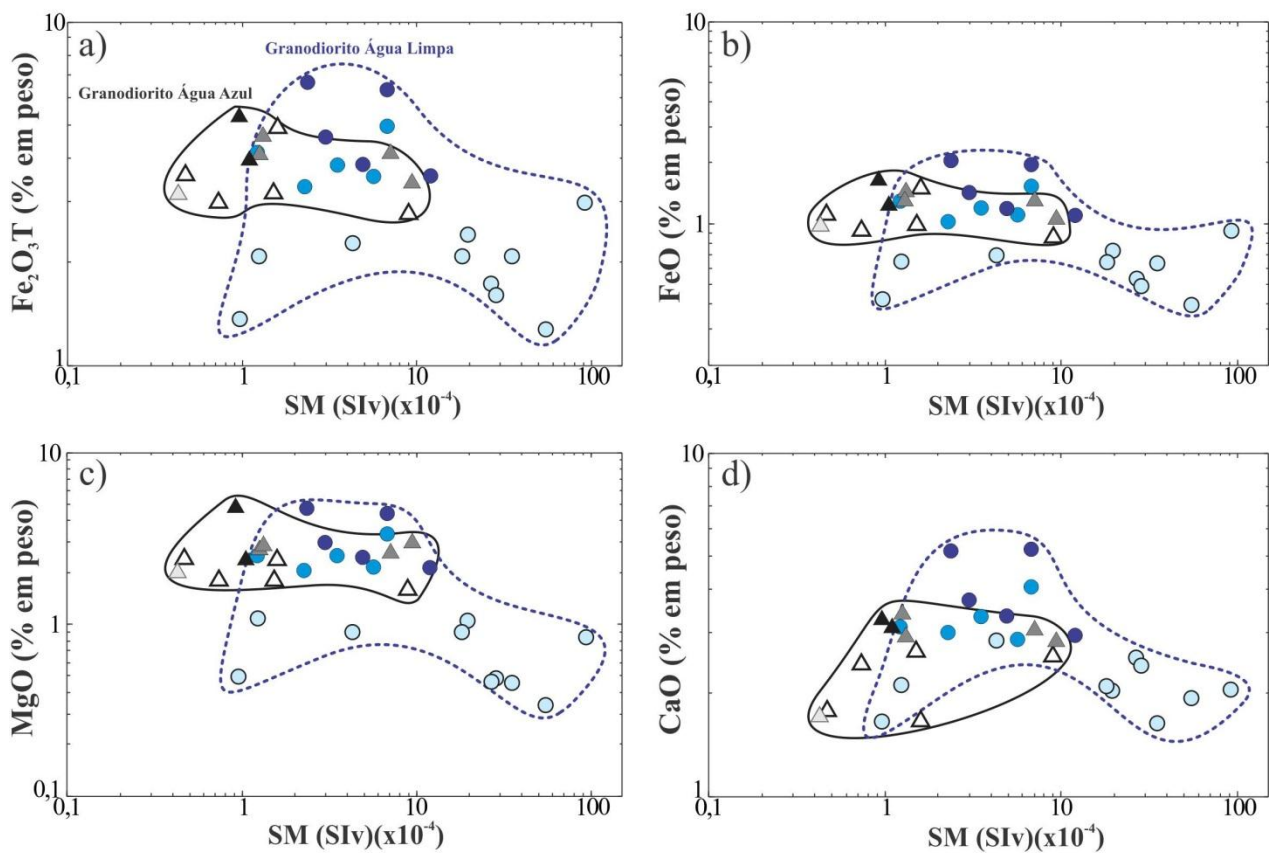 a)
Granodiorito Água Limpa
Granodiorito Água Azul
Fe₂O₃T (% em peso)
10
1
0,1
1
10
100
SM (SIv)(x10⁻⁴)
b)
FeO (% em peso)
10
1
0,1
1
10
100
SM (SIv)(x10⁻⁴)
c)
MgO (% em peso)
10
1
0,1
0,1
1
10
100
SM (SIv)(x10⁻⁴)
d)
CaO (% em peso)
10
1
0,1
1
10
100
SM (SIv)(x10⁻⁴)